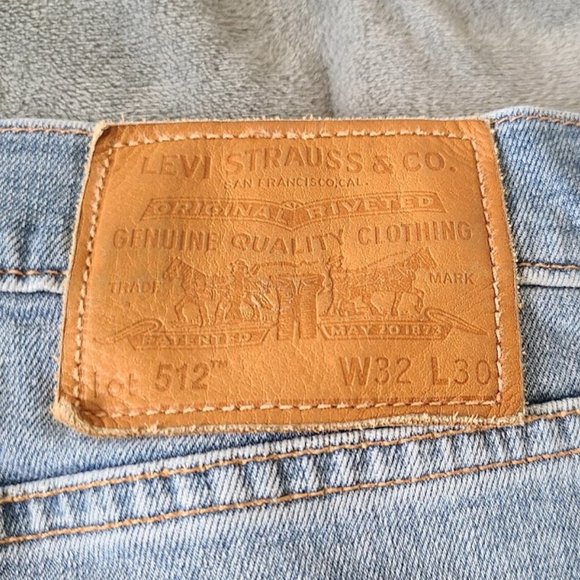 LEVI STRAUSS & CO.
SAN FRANCISCO, CAL.
ORIGINAL RIVETED
GENUINE QUALITY CLOTHING
TRADE MARK
PATENTED MAY 20 1873
Lot 512™ W32 L30